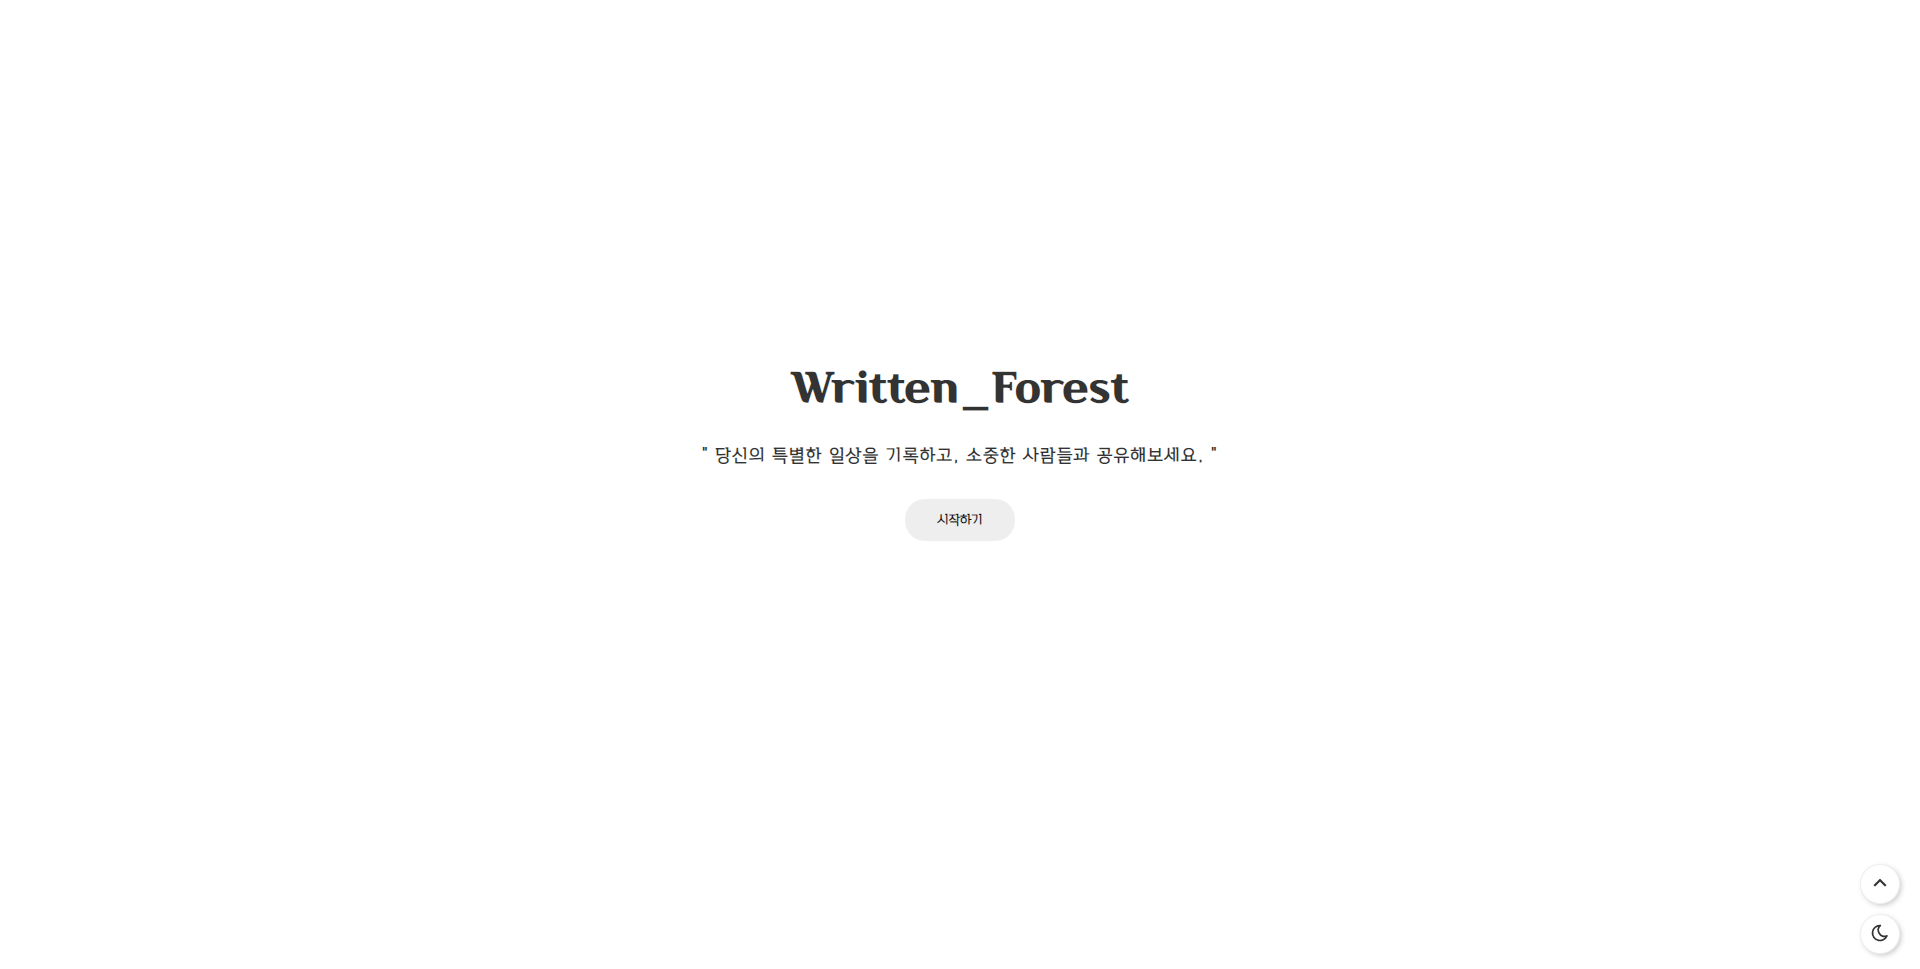 Written_Forest
" 당신의 특별한 일상을 기록하고, 소중한 사람들과 공유해보세요. "
시작하기